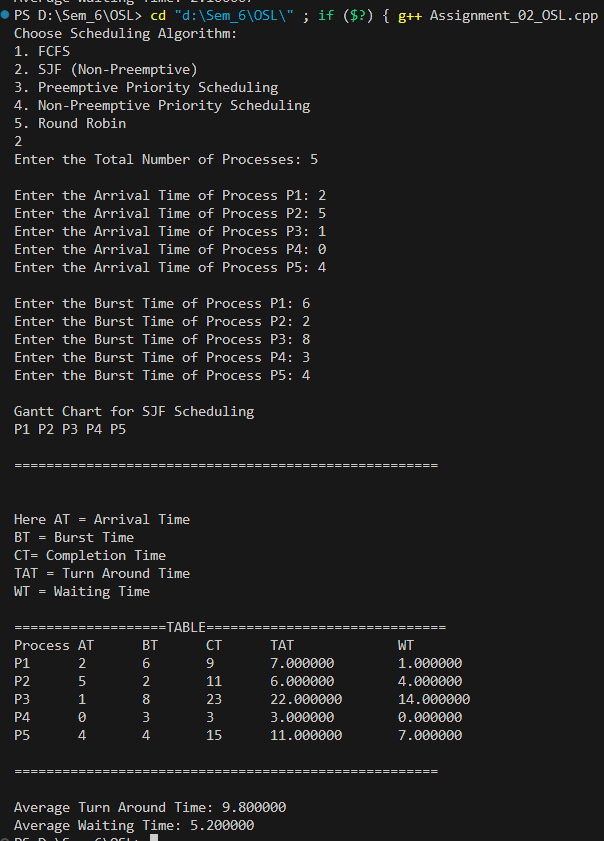 Average Waiting Time: 2.100007
PS D:\Sem_6\OSL> cd "d:\Sem_6\OSL\" ; if ($?) { g++ Assignment_02_OSL.cpp
Choose Scheduling Algorithm:
1. FCFS
2. SJF (Non-Preemptive)
3. Preemptive Priority Scheduling
4. Non-Preemptive Priority Scheduling
5. Round Robin
2
Enter the Total Number of Processes: 5
Enter the Arrival Time of Process P1: 2
Enter the Arrival Time of Process P2: 5
Enter the Arrival Time of Process P3: 1
Enter the Arrival Time of Process P4: 0
Enter the Arrival Time of Process P5: 4
Enter the Burst Time of Process P1: 6
Enter the Burst Time of Process P2: 2
Enter the Burst Time of Process P3: 8
Enter the Burst Time of Process P4: 3
Enter the Burst Time of Process P5: 4
Gantt Chart for SJF Scheduling
P1 P2 P3 P4 P5
=====================================================
Here AT = Arrival Time
BT = Burst Time
CT= Completion Time
TAT = Turn Around Time
WT = Waiting Time
===================TABLE==============================
Process AT BT CT TAT WT
P1 2 6 9 7.000000 1.000000
P2 5 2 11 6.000000 4.000000
P3 1 8 23 22.000000 14.000000
P4 0 3 3 3.000000 0.000000
P5 4 4 15 11.000000 7.000000
=====================================================
Average Turn Around Time: 9.800000
Average Waiting Time: 5.200000
PS D:\Sem_6\OSL>